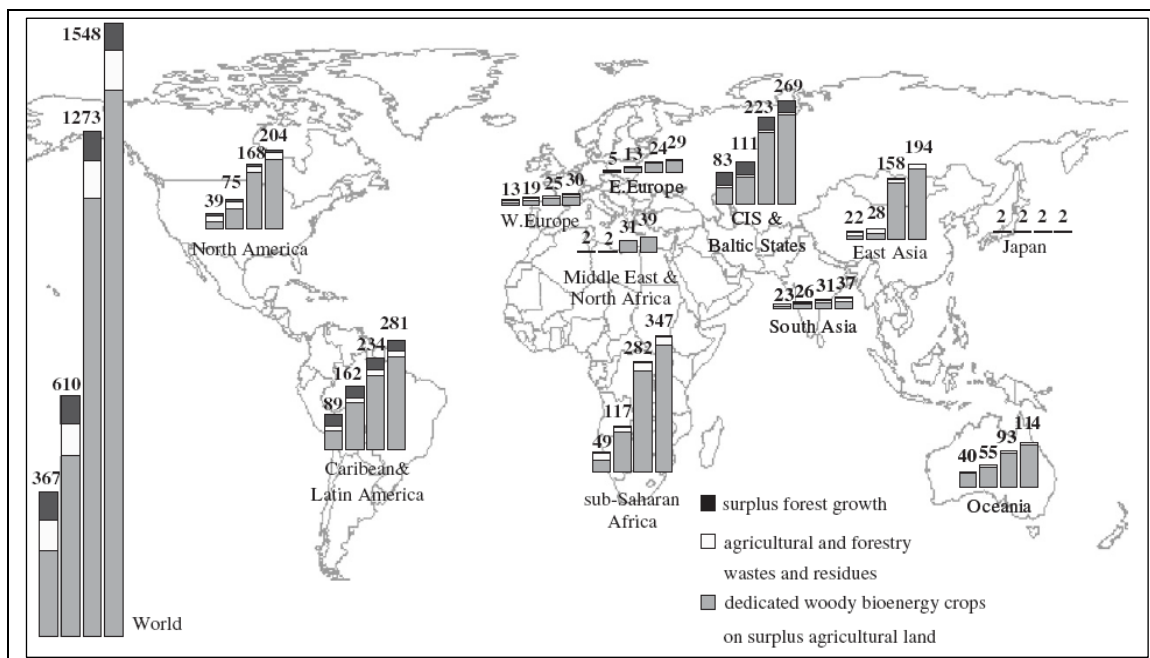 1548
1273
610
367
World
39
75
168
204
North America
89
162
234
281
Caribean&
Latin America
13 19 25 30
W.Europe
5 13 24 29
E.Europe
2 2 31 39
Middle East &
North Africa
49
117
282
347
sub-Saharan
Africa
83
111
223
269
CIS &
Baltic States
22
28
158
194
East Asia
2 2 2 2
Japan
23 26 31 37
South Asia
40
55
93
114
Oceania
surplus forest growth
agricultural and forestry
wastes and residues
dedicated woody bioenergy crops
on surplus agricultural land